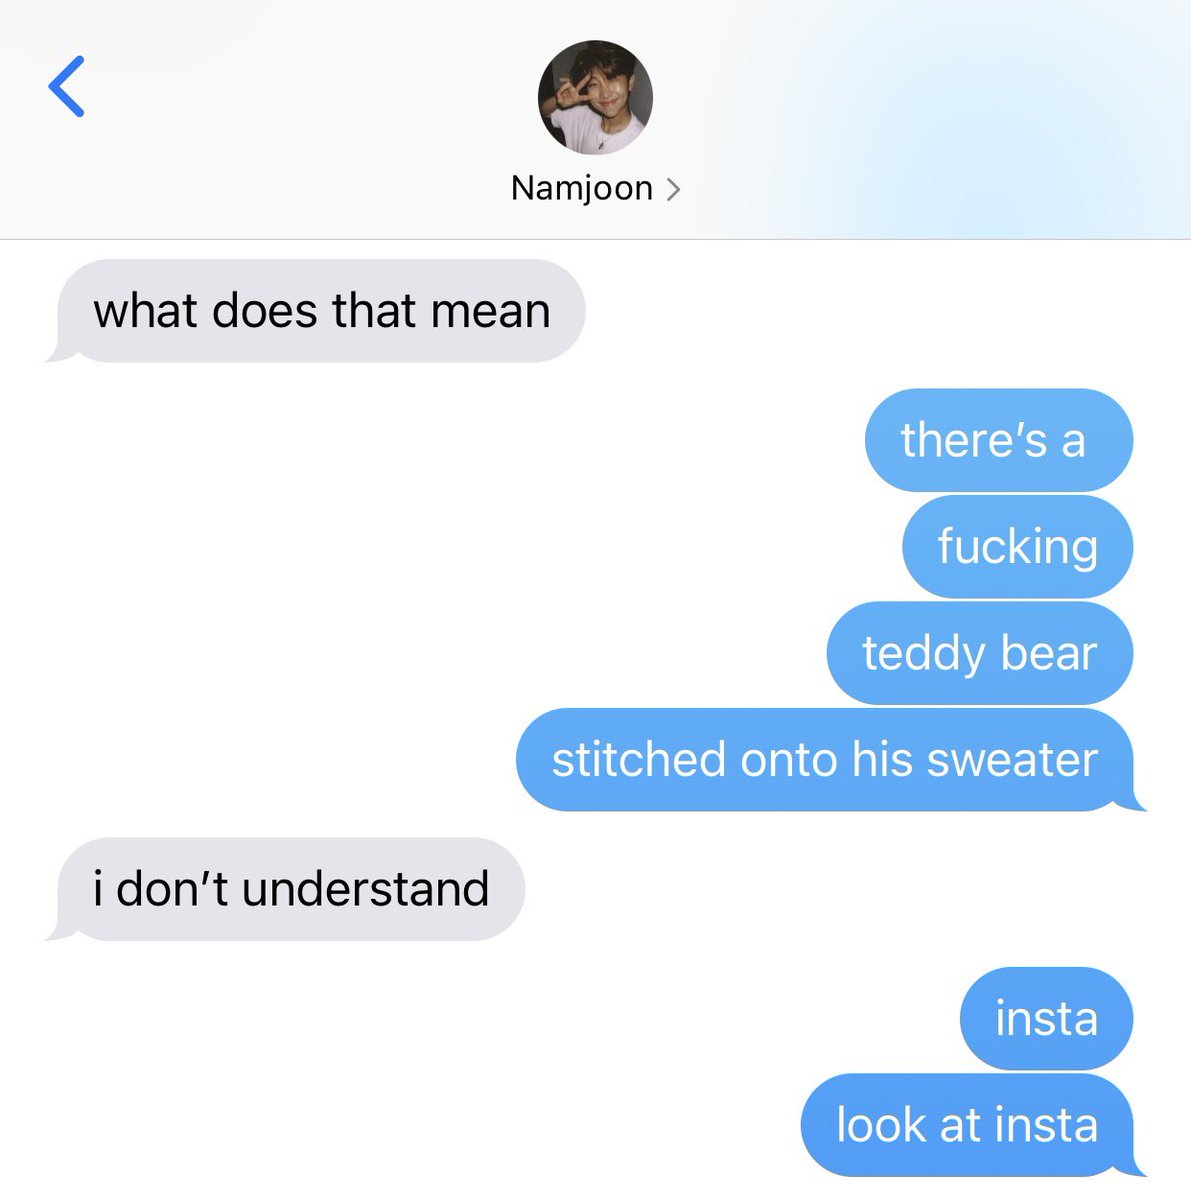 Namjoon
what does that mean
there’s a
fucking
teddy bear
stitched onto his sweater
i don’t understand
insta
look at insta